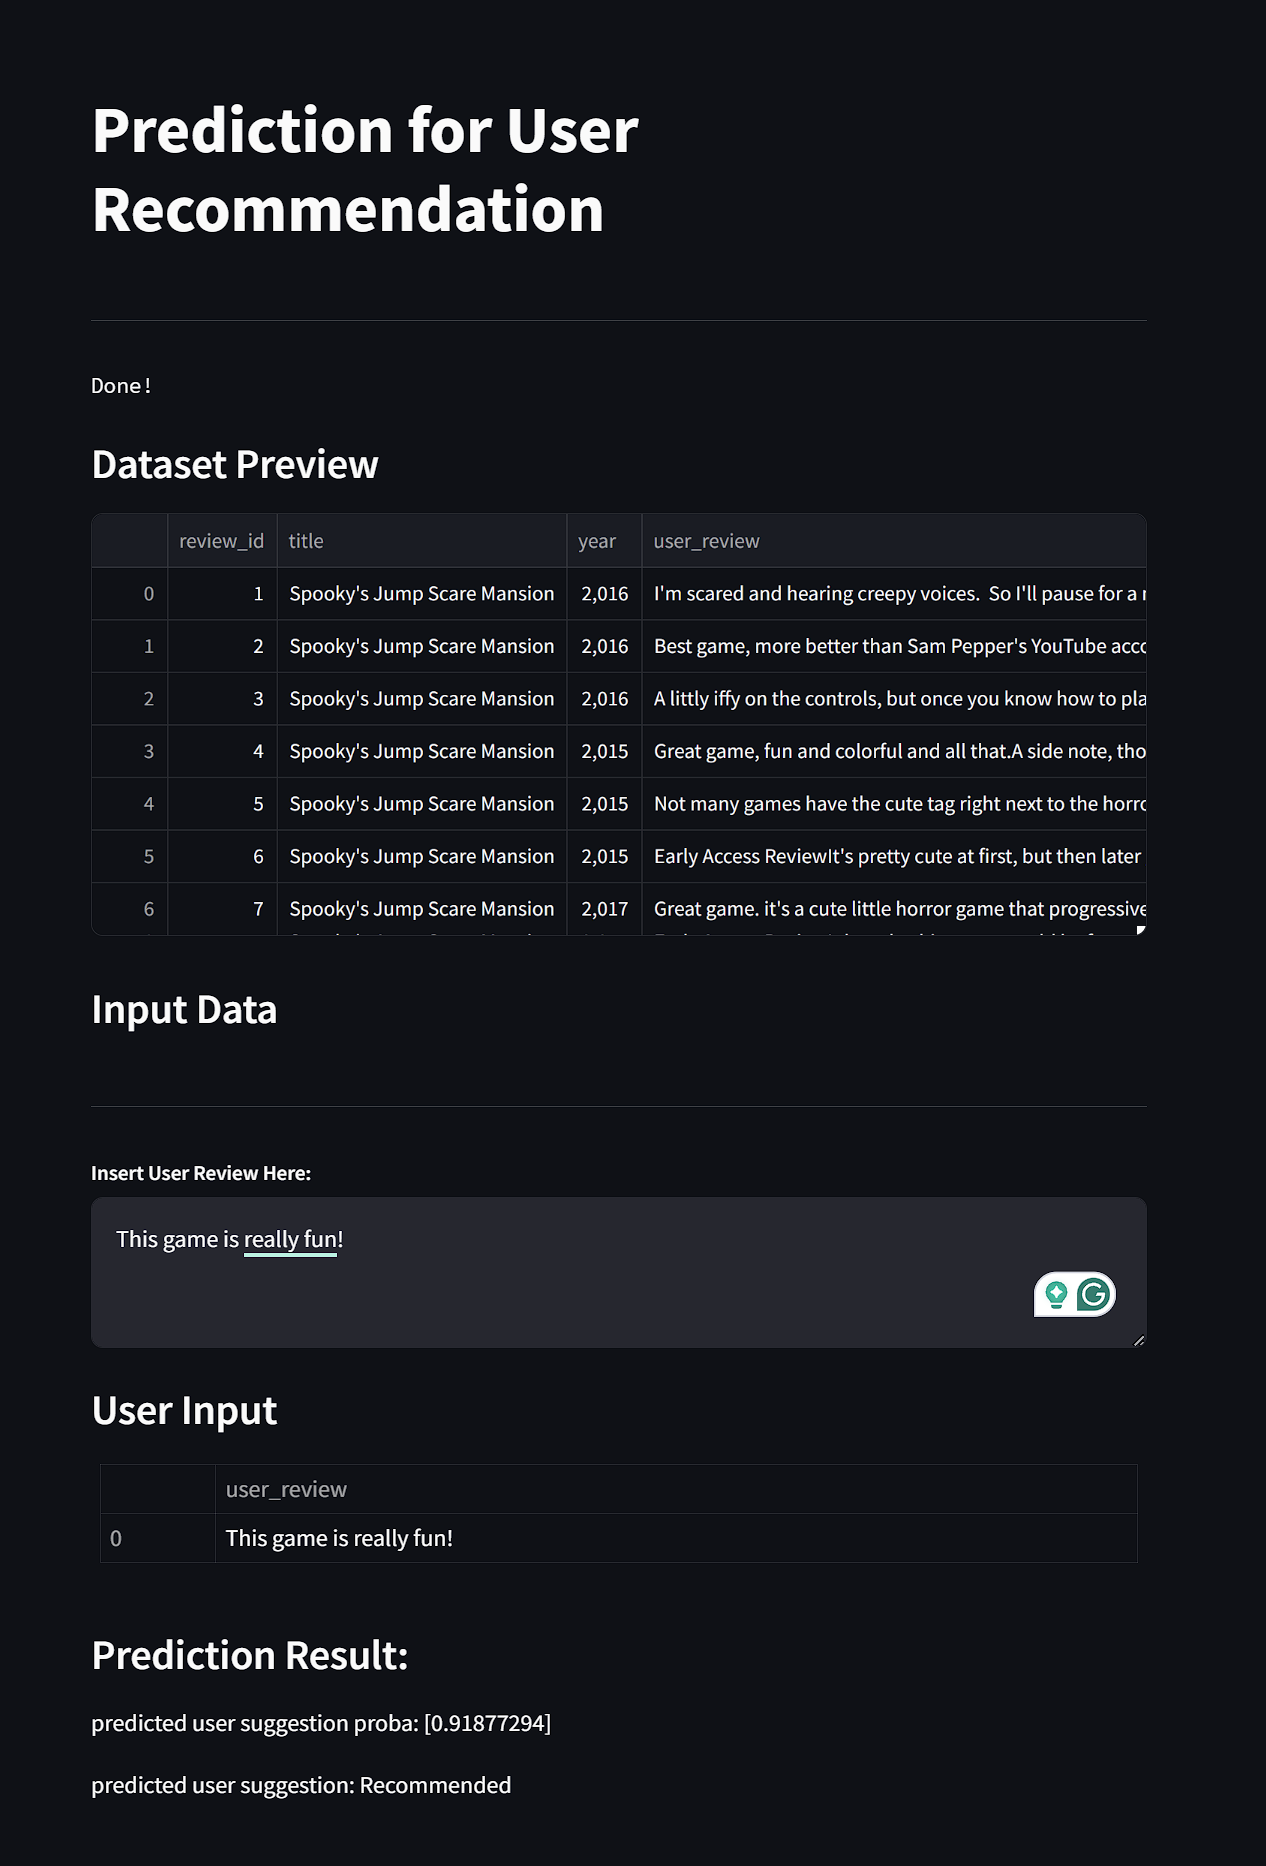 Prediction for User
Recommendation
Done!
Dataset Preview
review_id title year user_review
0 1 Spooky's Jump Scare Mansion 2,016 I'm scared and hearing creepy voices.  So I'll pause for a
1 2 Spooky's Jump Scare Mansion 2,016 Best game, more better than Sam Pepper's YouTube acco
2 3 Spooky's Jump Scare Mansion 2,016 A littly iffy on the controls, but once you know how to pla
3 4 Spooky's Jump Scare Mansion 2,015 Great game, fun and colorful and all that.A side note, tho
4 5 Spooky's Jump Scare Mansion 2,015 Not many games have the cute tag right next to the horro
5 6 Spooky's Jump Scare Mansion 2,015 Early Access ReviewIt's pretty cute at first, but then later
6 7 Spooky's Jump Scare Mansion 2,017 Great game. it's a cute little horror game that progressive
Input Data
Insert User Review Here:
This game is really fun!
User Input
user_review
0 This game is really fun!
Prediction Result:
predicted user suggestion proba: [0.91877294]
predicted user suggestion: Recommended